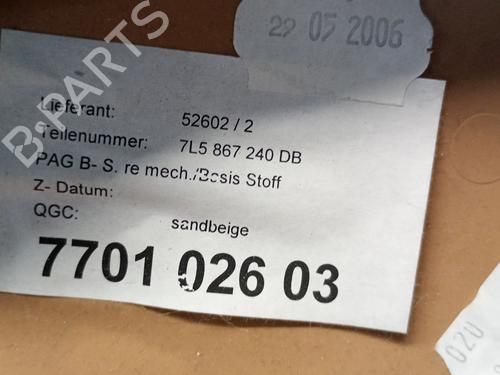 29 05 2006
B-PARTS
Lieferant: 52602 / 2
Teilenummer: 7L5 867 240 DB
PAG B- S. re mech./Basis Stoff
Z- Datum:
QGC: sandbeige
7701 026 03
020